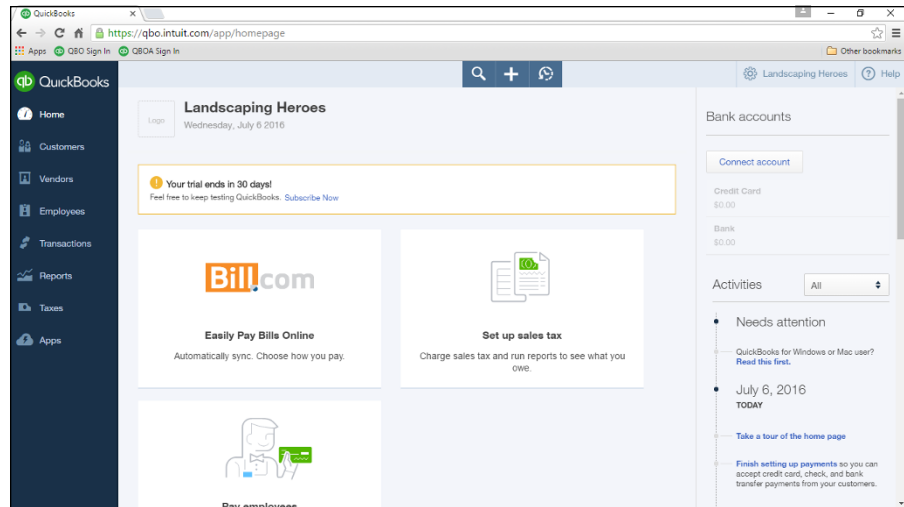 QuickBooks
https://qbo.intuit.com/app/homepage
Apps QBO Sign In QBOA Sign In Other bookmarks
qb QuickBooks
Landscaping Heroes Help
Home
Customers
Vendors
Employees
Transactions
Reports
Taxes
Apps
Logo
Landscaping Heroes
Wednesday, July 6 2016
Your trial ends in 30 days!
Feel free to keep testing QuickBooks. Subscribe Now
Bill.com
Easily Pay Bills Online
Automatically sync. Choose how you pay.
Set up sales tax
Charge sales tax and run reports to see what you
owe.
Pay employees
Bank accounts
Connect account
Credit Card
$0.00
Bank
$0.00
Activities All
Needs attention
QuickBooks for Windows or Mac user?
Read this first.
July 6, 2016
TODAY
Take a tour of the home page
Finish setting up payments so you can
accept credit card, check, and bank
transfer payments from your customers.